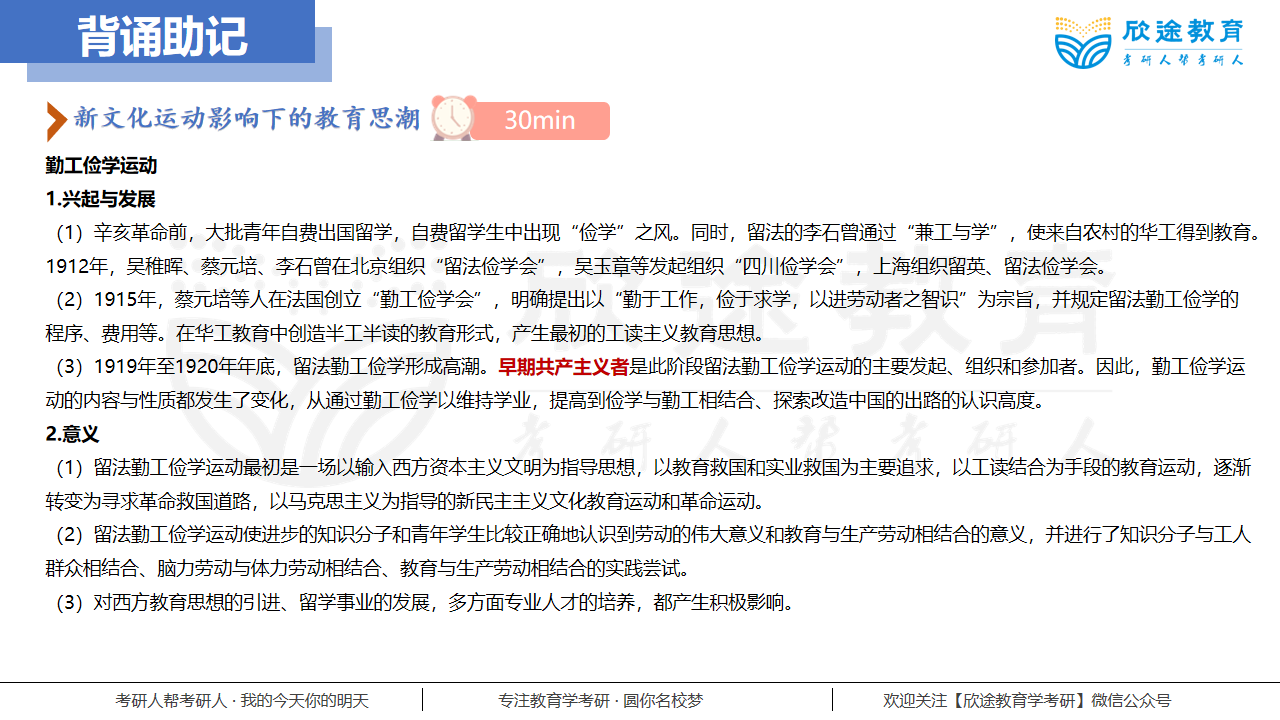 背诵助记
欣途教育
考研人帮考研人
新文化运动影响下的教育思潮
30min
勤工俭学运动
1.兴起与发展
（1）辛亥革命前，大批青年自费出国留学，自费留学生中出现“俭学”之风。同时，留法的李石曾通过“兼工与学”，使来自农村的华工得到教育。
1912年，吴稚晖、蔡元培、李石曾在北京组织“留法俭学会”，吴玉章等发起组织“四川俭学会”，上海组织留英、留法俭学会。
（2）1915年，蔡元培等人在法国创立“勤工俭学会”，明确提出以“勤于工作，俭于求学，以进劳动者之智识”为宗旨，并规定留法勤工俭学的
程序、费用等。在华工教育中创造半工半读的教育形式，产生最初的工读主义教育思想。
（3）1919年至1920年年底，留法勤工俭学形成高潮。早期共产主义者是此阶段留法勤工俭学运动的主要发起、组织和参加者。因此，勤工俭学运
动的内容与性质都发生了变化，从通过勤工俭学以维持学业，提高到俭学与勤工相结合、探索改造中国的出路的认识高度。
2.意义
（1）留法勤工俭学运动最初是一场以输入西方资本主义文明为指导思想，以教育救国和实业救国为主要追求，以工读结合为手段的教育运动，逐渐
转变为寻求革命救国道路，以马克思主义为指导的新民主主义文化教育运动和革命运动。
（2）留法勤工俭学运动使进步的知识分子和青年学生比较正确地认识到劳动的伟大意义和教育与生产劳动相结合的意义，并进行了知识分子与工人
群众相结合、脑力劳动与体力劳动相结合、教育与生产劳动相结合的实践尝试。
（3）对西方教育思想的引进、留学事业的发展，多方面专业人才的培养，都产生积极影响。
欣途教育
考研人帮考研人
考研人帮考研人 · 我的今天你的明天
专注教育学考研 · 圆你名校梦
欢迎关注【欣途教育学考研】微信公众号